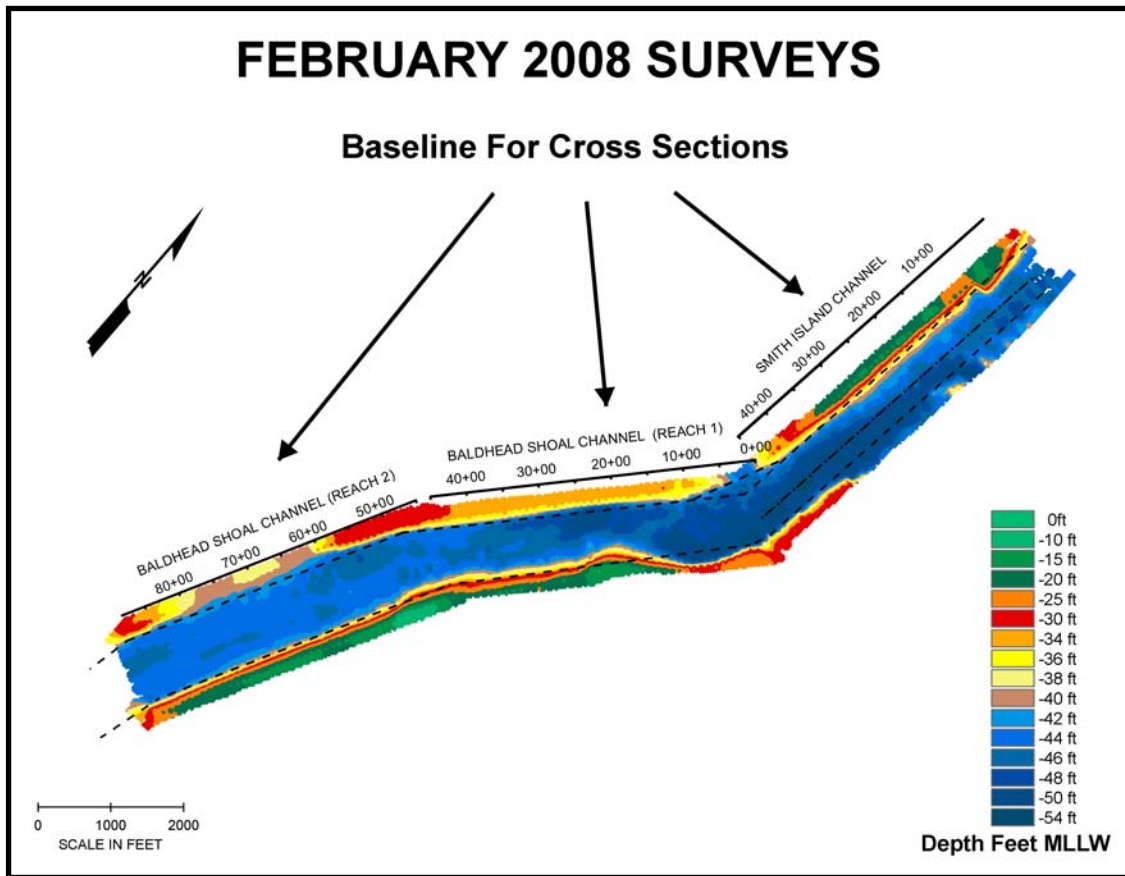 FEBRUARY 2008 SURVEYS
Baseline For Cross Sections
N
SMITH ISLAND CHANNEL
10+00
20+00
30+00
40+00
BALDHEAD SHOAL CHANNEL (REACH 1)
0+00
10+00
20+00
30+00
40+00
BALDHEAD SHOAL CHANNEL (REACH 2)
50+00
60+00
70+00
80+00
0ft
-10 ft
-15 ft
-20 ft
-25 ft
-30 ft
-34 ft
-36 ft
-38 ft
-40 ft
-42 ft
-44 ft
-46 ft
-48 ft
-50 ft
-54 ft
Depth Feet MLLW
0 1000 2000
SCALE IN FEET